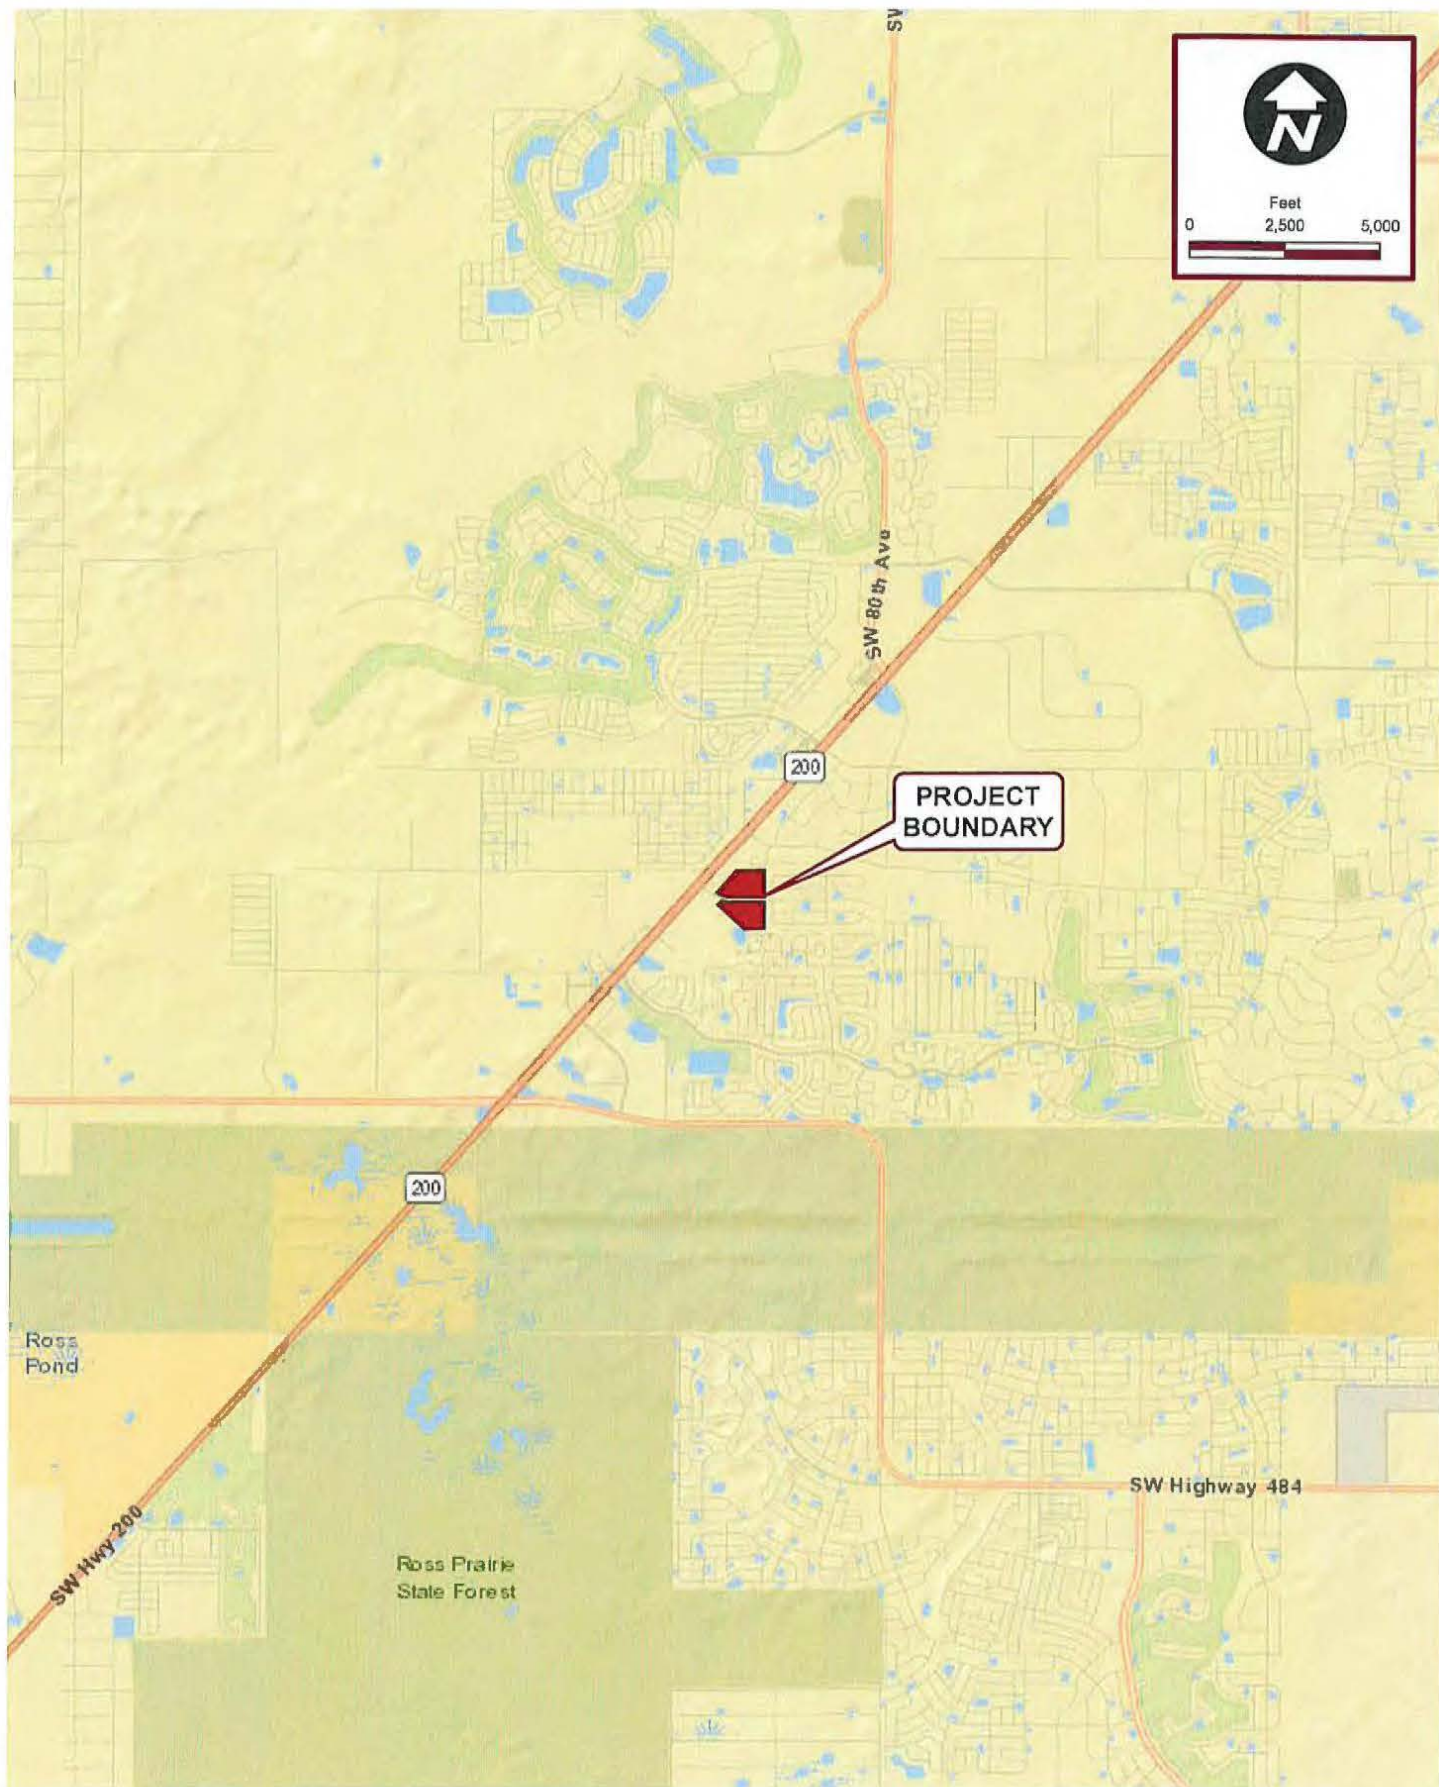 SW
N
Feet
0 2,500 5,000
SW 80th Ave
200
PROJECT
BOUNDARY
200
Ross
Pond
SW Highway 484
SW Hwy 200
Ross Prairie
State Forest